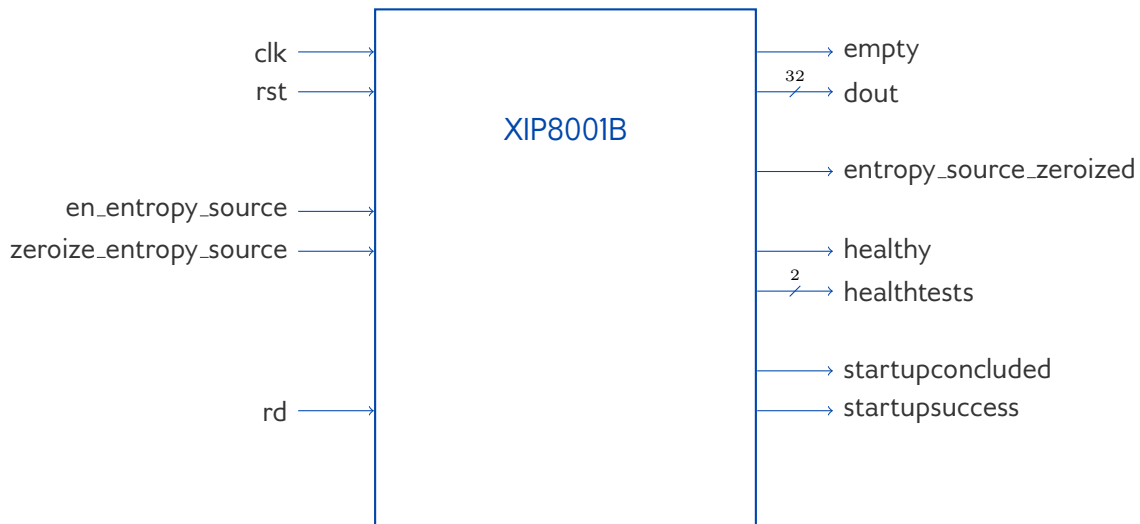 clk
rst
en_entropy_source
zeroize_entropy_source
rd
XIP8001B
empty
32
dout
entropy_source_zeroized
healthy
2
healthtests
startupconcluded
startupsuccess